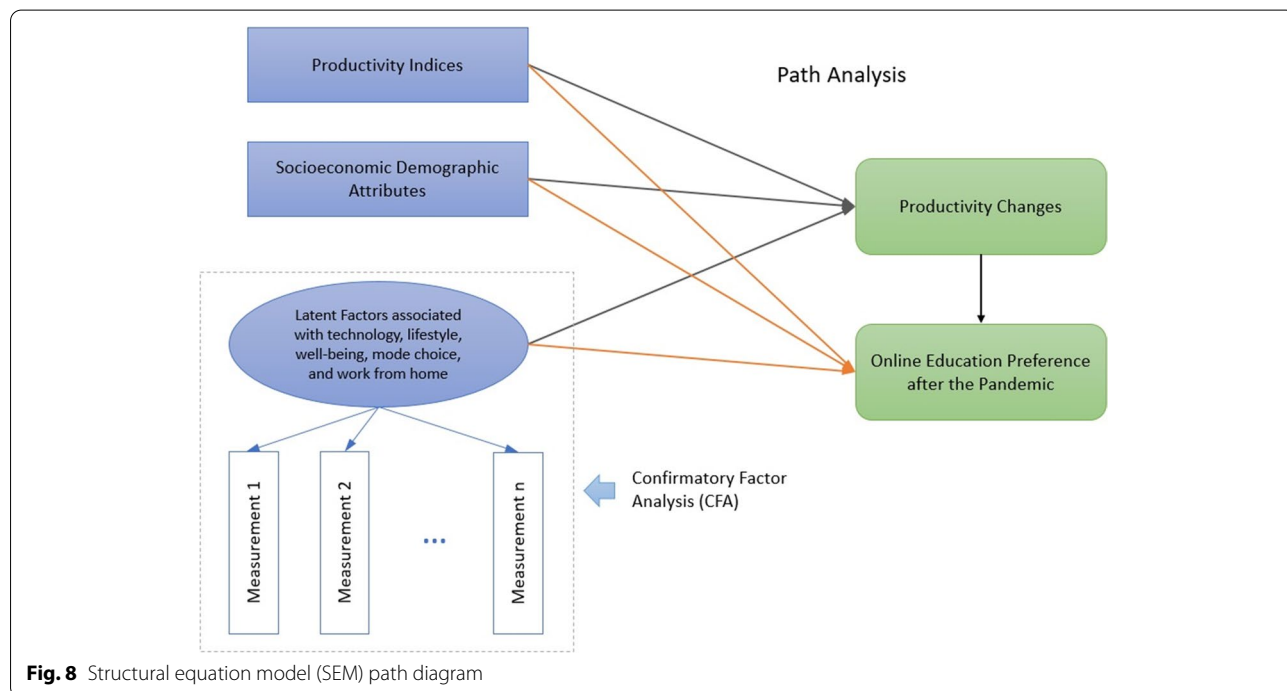 Productivity Indices
Path Analysis
Socioeconomic Demographic
Attributes
Productivity Changes
Latent Factors associated
with technology, lifestyle,
well-being, mode choice,
and work from home
Online Education Preference
after the Pandemic
Measurement 1
Measurement 2
...
Measurement n
Confirmatory Factor
Analysis (CFA)
Fig. 8 Structural equation model (SEM) path diagram